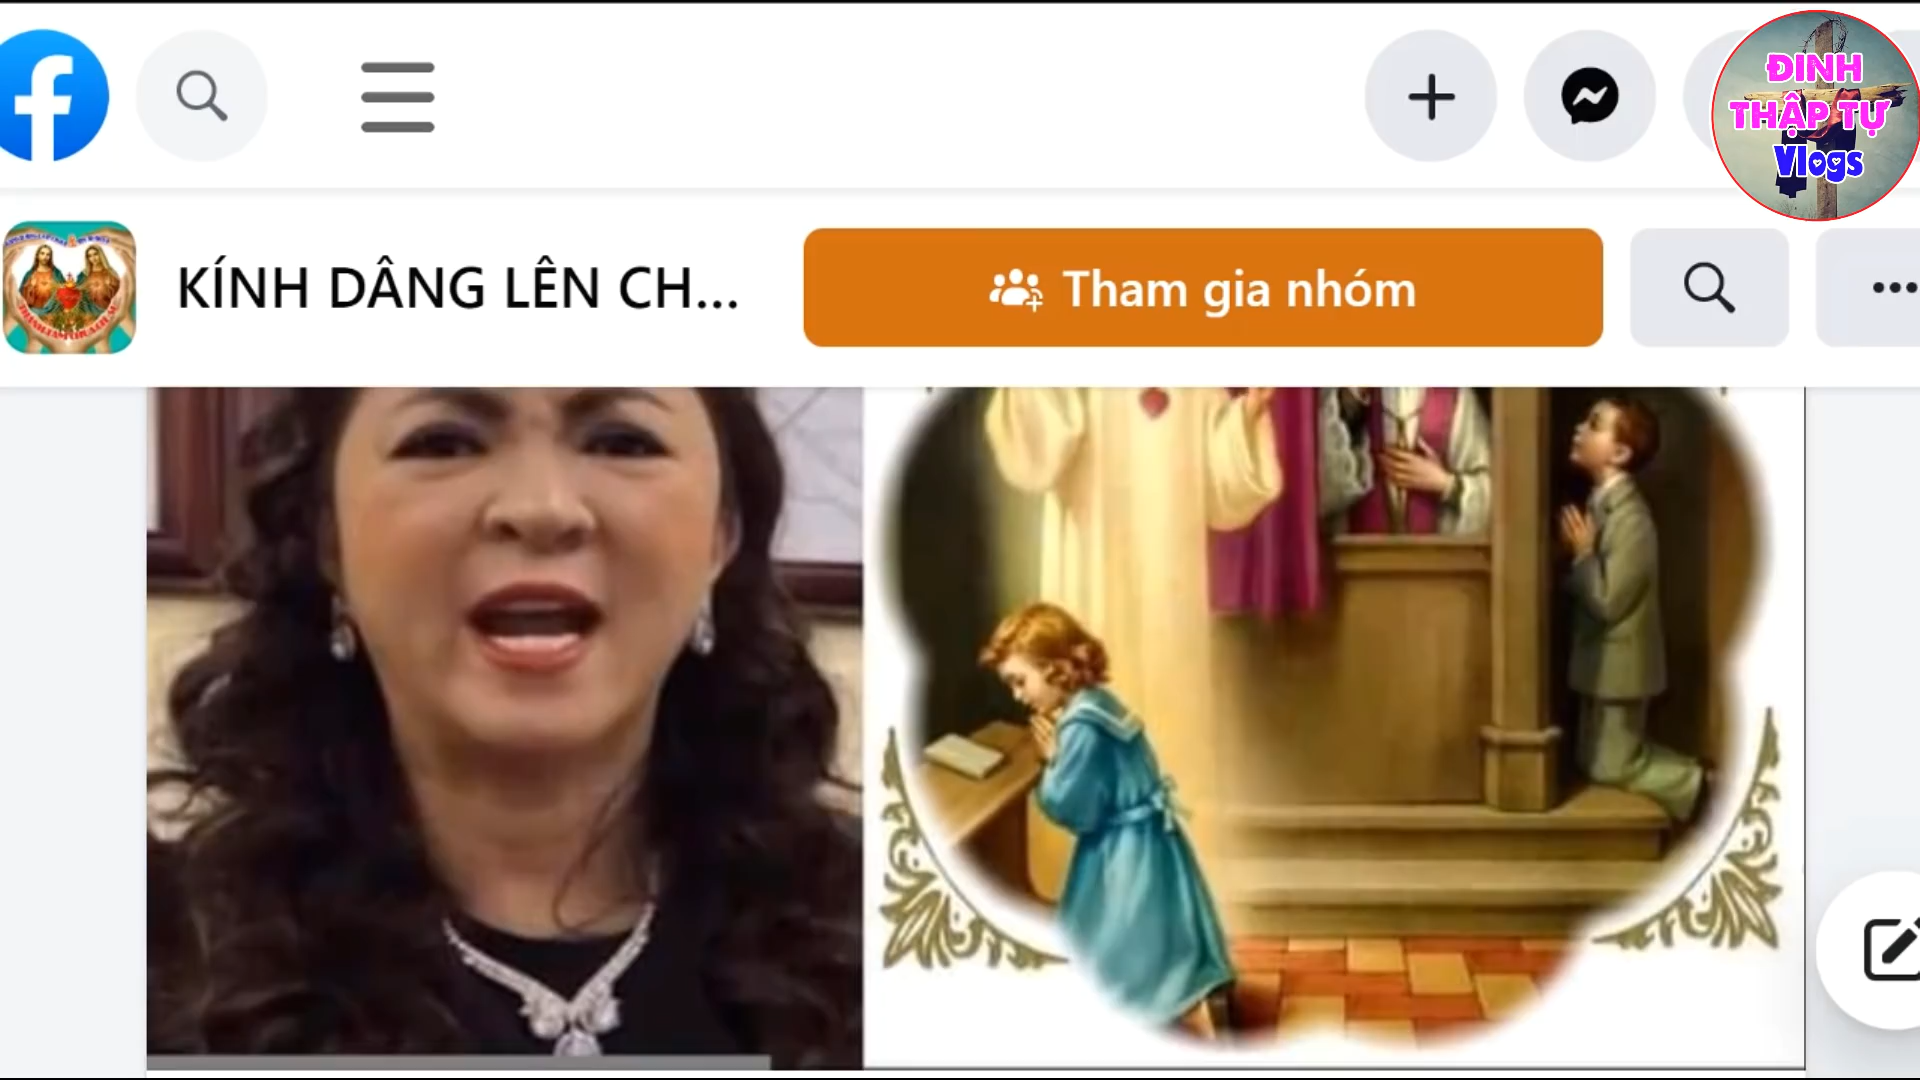 ĐINH
THẬP TỰ
Vlogs
KÍNH DÂNG LÊN CH...
Tham gia nhóm